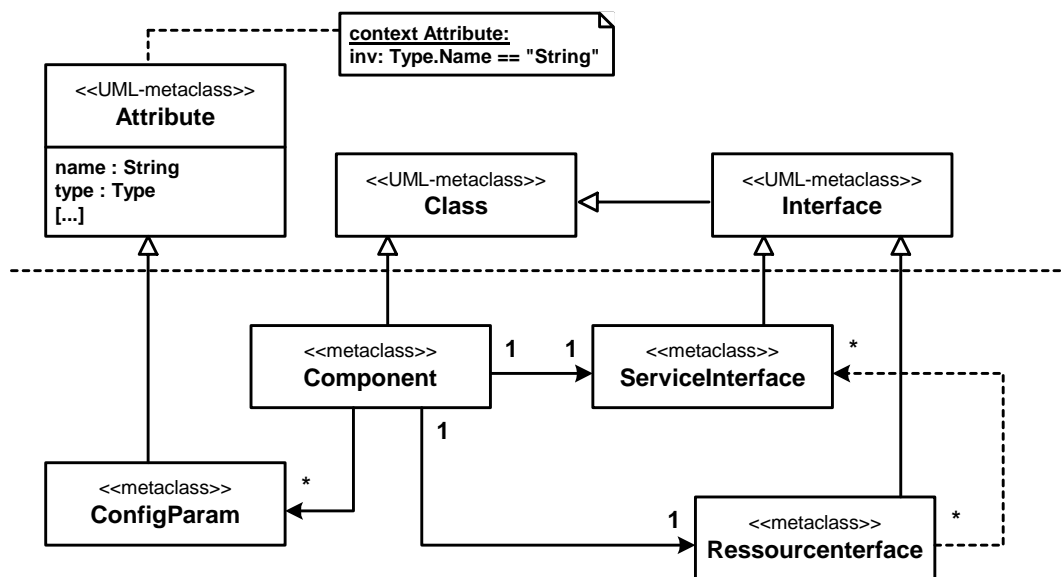 context Attribute:
inv: Type.Name == "String"
<<UML-metaclass>>
Attribute
name : String
type : Type
[...]
<<UML-metaclass>>
Class
<<UML-metaclass>>
Interface
<<metaclass>>
Component
1
1
<<metaclass>>
ServiceInterface
*
1
<<metaclass>>
ConfigParam
*
1
<<metaclass>>
Ressourcenterface
*